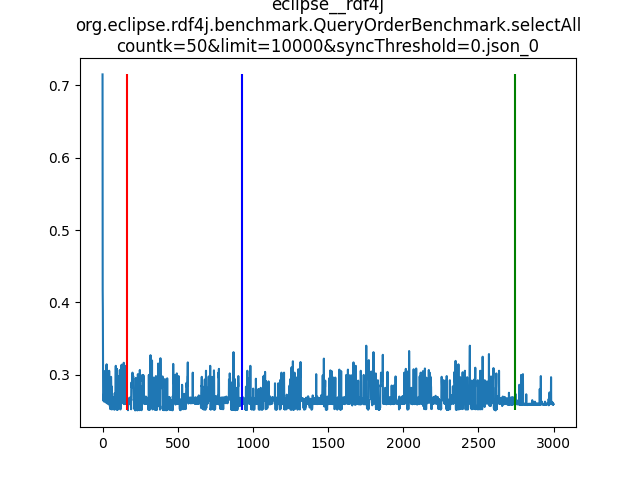 eclipse__rdf4j
org.eclipse.rdf4j.benchmark.QueryOrderBenchmark.selectAll
countk=50&limit=10000&syncThreshold=0.json_0
0.7
0.6
0.5
0.4
0.3
0 500 1000 1500 2000 2500 3000